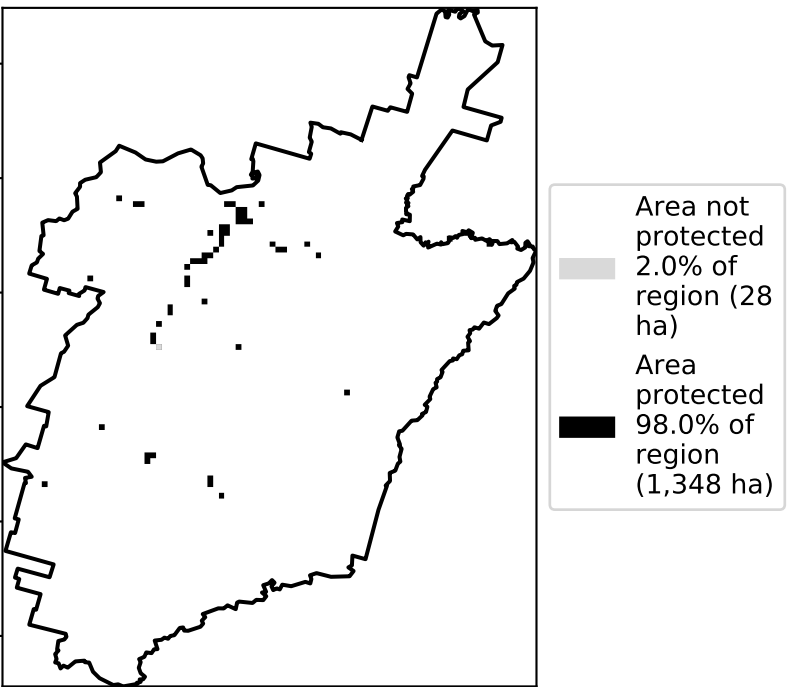 Area not
protected
2.0% of
region (28
ha)
Area
protected
98.0% of
region
(1,348 ha)